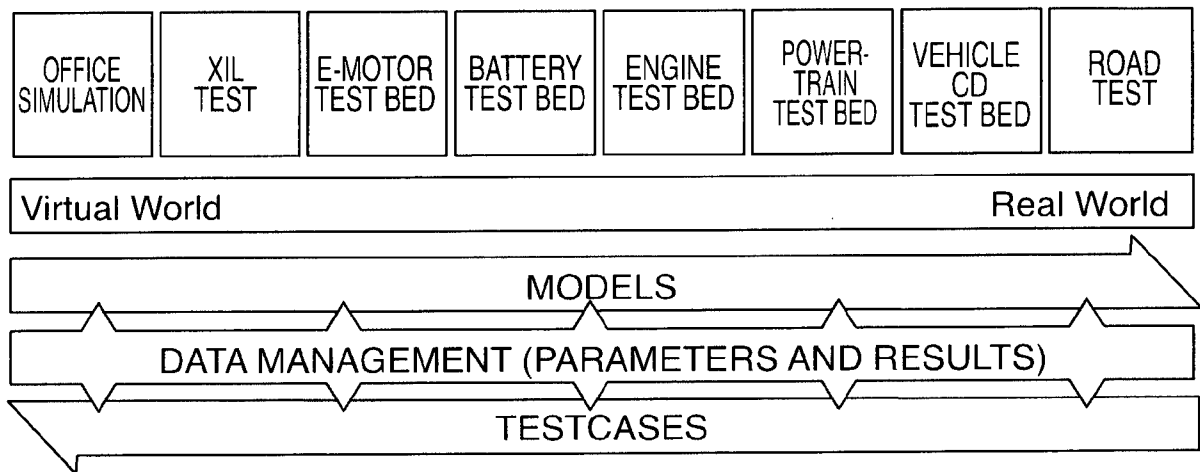 OFFICE
SIMULATION
XIL
TEST
E-MOTOR
TEST BED
BATTERY
TEST BED
ENGINE
TEST BED
POWER-
TRAIN
TEST BED
VEHICLE
CD
TEST BED
ROAD
TEST
Virtual World
Real World
MODELS
DATA MANAGEMENT (PARAMETERS AND RESULTS)
TESTCASES